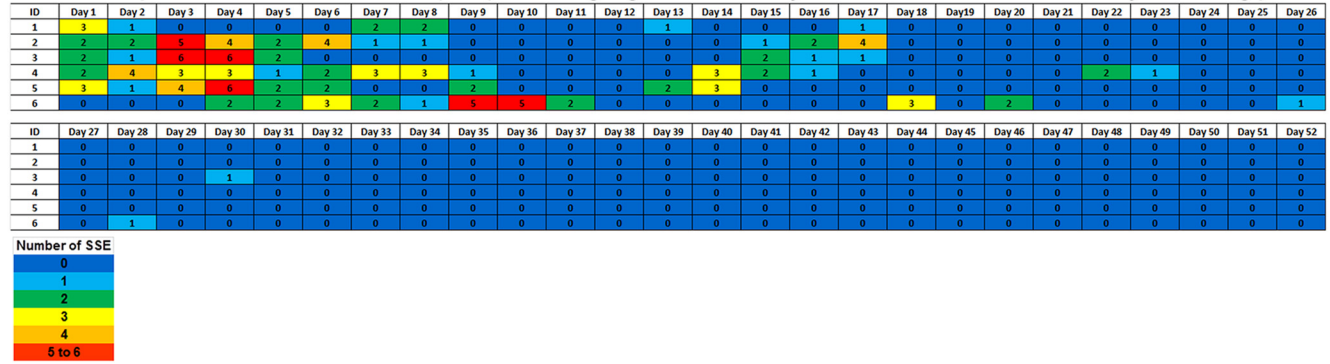 ID Day 1 Day 2 Day 3 Day 4 Day 5 Day 6 Day 7 Day 8 Day 9 Day 10 Day 11 Day 12 Day 13 Day 14 Day 15 Day 16 Day 17 Day 18 Day19 Day 20 Day 21 Day 22 Day 23 Day 24 Day 25 Day 26
1 3 1 0 0 0 0 2 2 0 0 0 0 1 0 0 0 1 0 0 0 0 0 0 0 0 0
2 2 2 5 4 2 4 1 1 0 0 0 0 0 0 1 2 4 0 0 0 0 0 0 0 0 0
3 2 1 6 6 2 0 0 0 0 0 0 0 0 0 2 1 1 0 0 0 0 0 0 0 0 0
4 2 4 3 3 1 2 3 3 1 0 0 0 0 3 2 1 0 0 0 0 0 2 1 0 0 0
5 3 1 4 6 2 2 0 0 2 0 0 0 2 3 0 0 0 0 0 0 0 0 0 0 0 0
6 0 0 0 2 2 3 2 1 5 5 2 0 0 0 0 0 0 3 0 2 0 0 0 0 0 1
ID Day 27 Day 28 Day 29 Day 30 Day 31 Day 32 Day 33 Day 34 Day 35 Day 36 Day 37 Day 38 Day 39 Day 40 Day 41 Day 42 Day 43 Day 44 Day 45 Day 46 Day 47 Day 48 Day 49 Day 50 Day 51 Day 52
1 0 0 0 0 0 0 0 0 0 0 0 0 0 0 0 0 0 0 0 0 0 0 0 0 0 0
2 0 0 0 0 0 0 0 0 0 0 0 0 0 0 0 0 0 0 0 0 0 0 0 0 0 0
3 0 0 0 1 0 0 0 0 0 0 0 0 0 0 0 0 0 0 0 0 0 0 0 0 0 0
4 0 0 0 0 0 0 0 0 0 0 0 0 0 0 0 0 0 0 0 0 0 0 0 0 0 0
5 0 0 0 0 0 0 0 0 0 0 0 0 0 0 0 0 0 0 0 0 0 0 0 0 0 0
6 0 1 0 0 0 0 0 0 0 0 0 0 0 0 0 0 0 0 0 0 0 0 0 0 0 0
Number of SSE
0
1
2
3
4
5 to 6